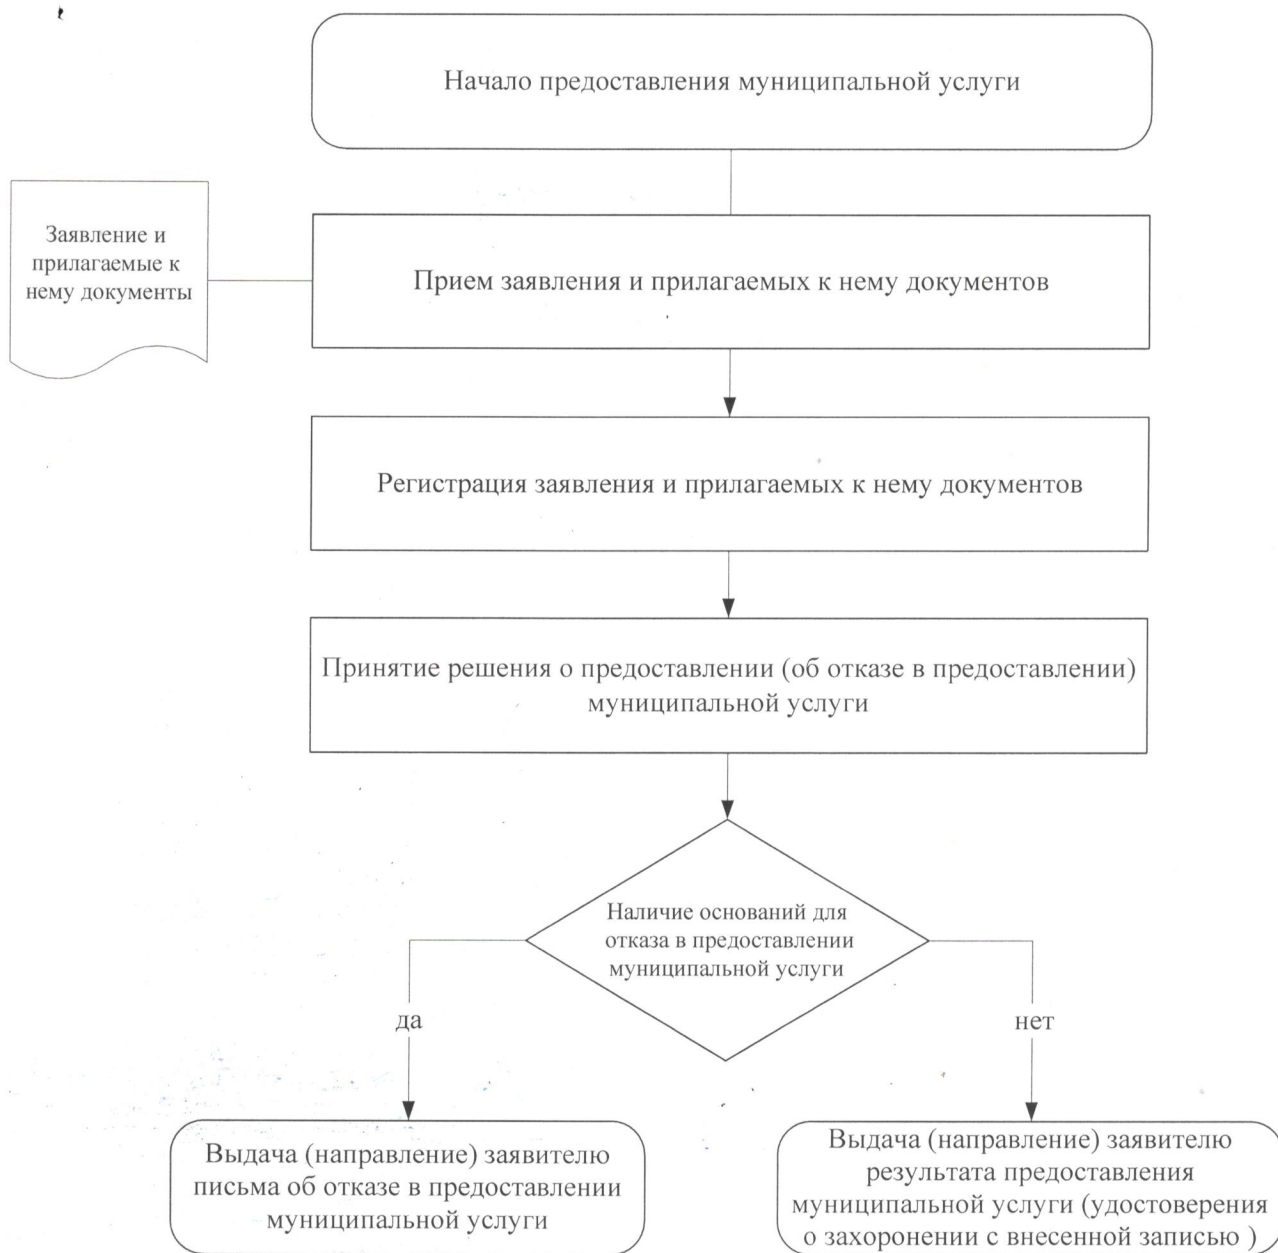 Начало предоставления муниципальной услуги
Заявление и
прилагаемые к
нему документы
Прием заявления и прилагаемых к нему документов
Регистрация заявления и прилагаемых к нему документов
Принятие решения о предоставлении (об отказе в предоставлении)
муниципальной услуги
Наличие оснований для
отказа в предоставлении
муниципальной услуги
да
нет
Выдача (направление) заявителю
письма об отказе в предоставлении
муниципальной услуги
Выдача (направление) заявителю
результата предоставления
муниципальной услуги (удостоверения
о захоронении с внесенной записью )